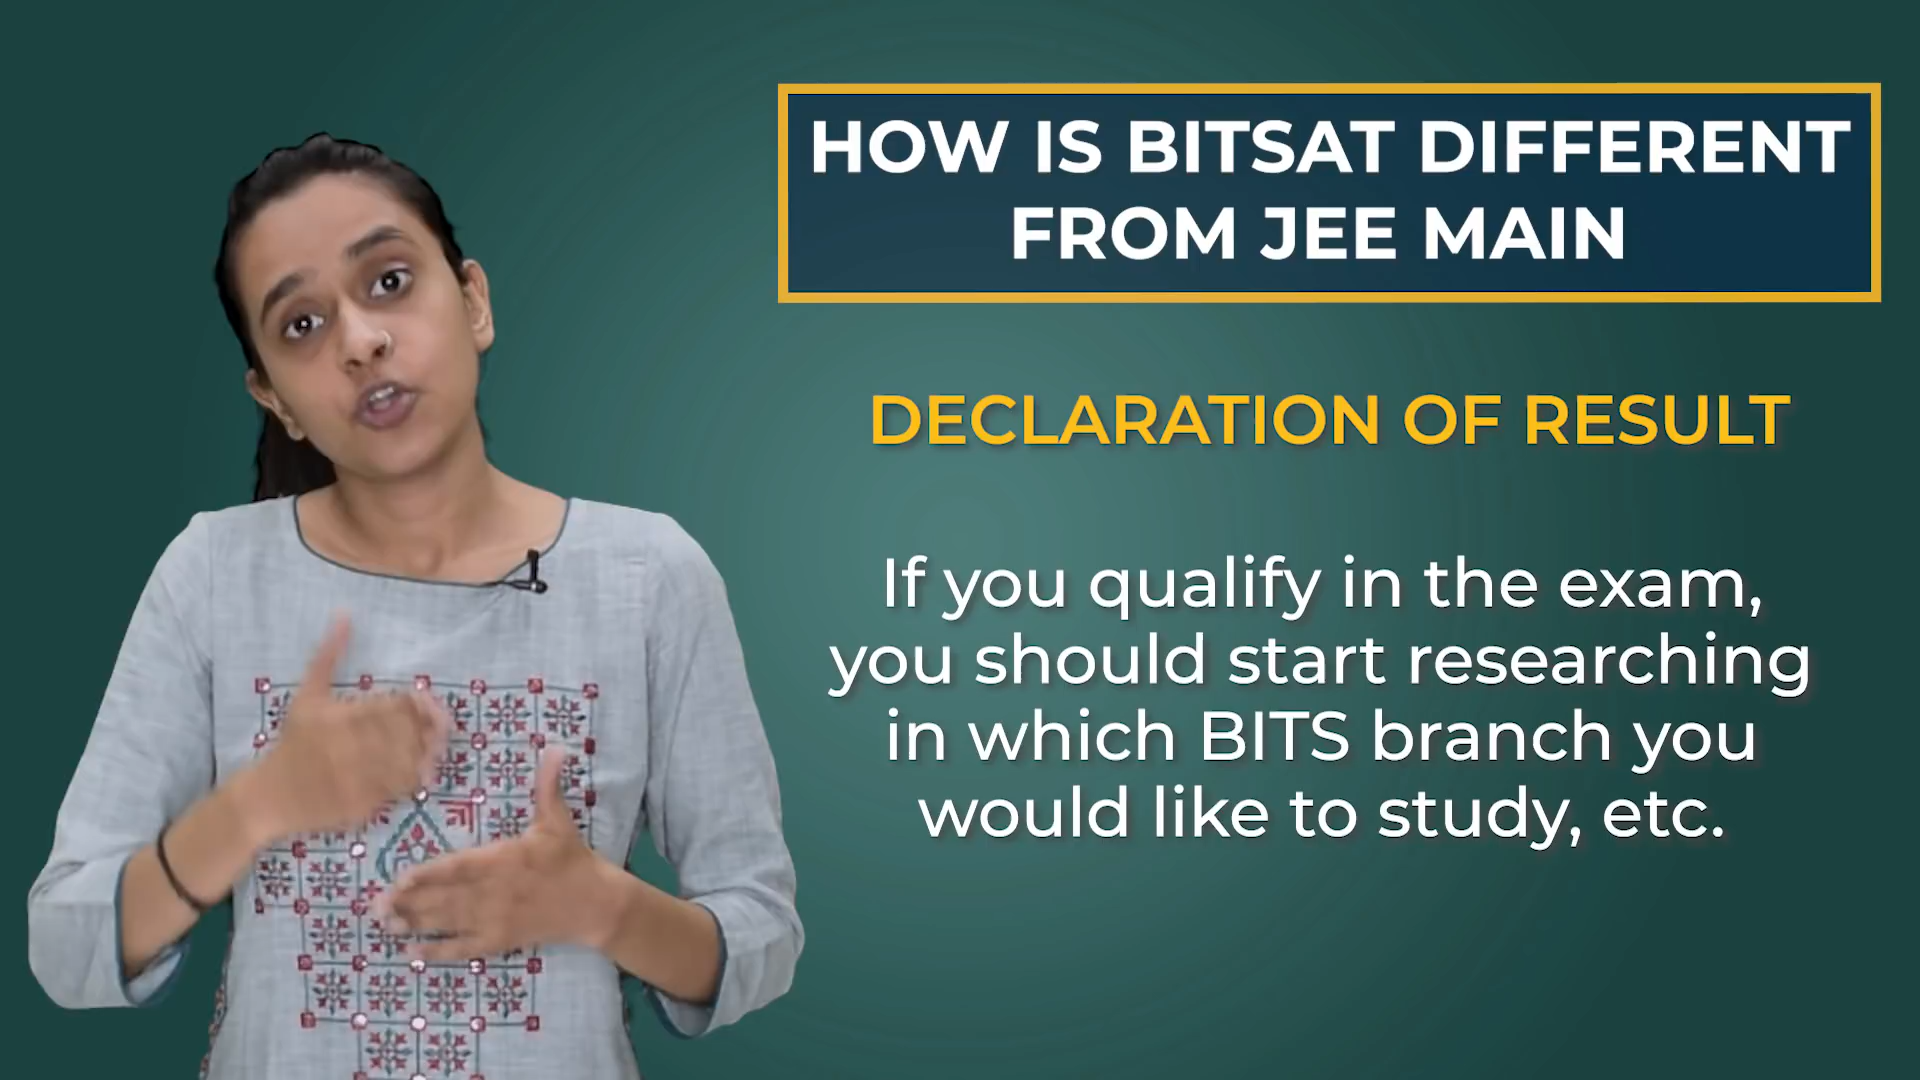 HOW IS BITSAT DIFFERENT
FROM JEE MAIN
DECLARATION OF RESULT
If you qualify in the exam,
you should start researching
in which BITS branch you
would like to study, etc.